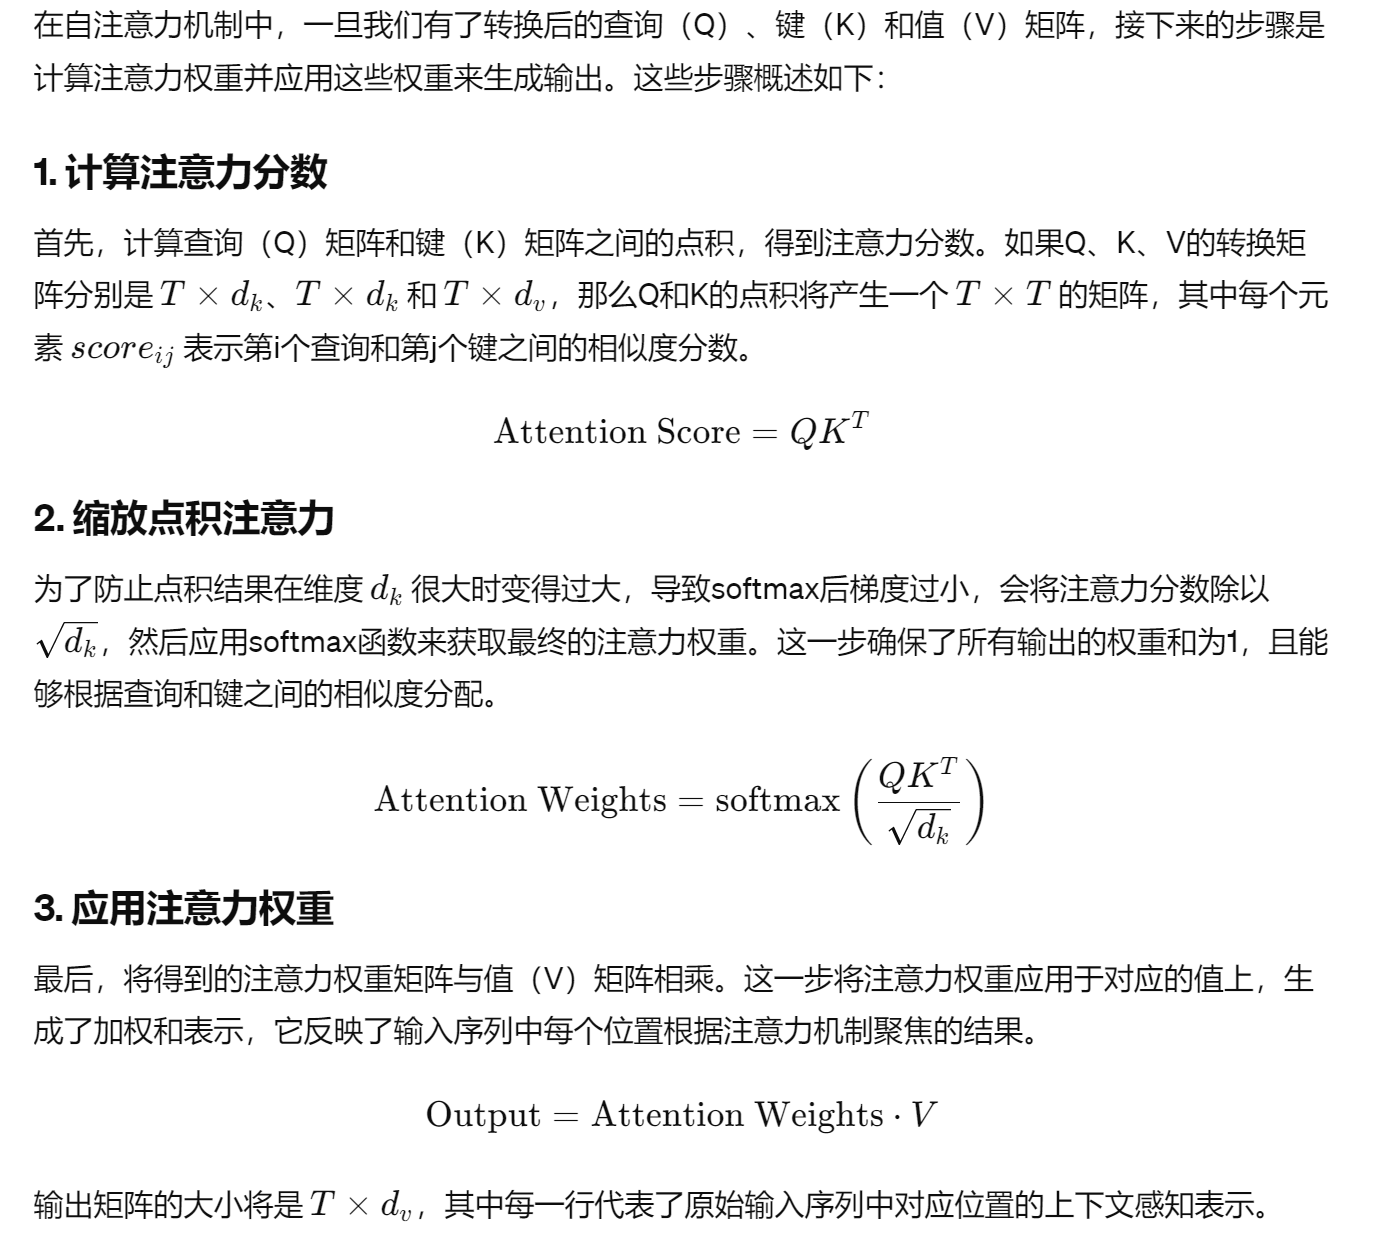 在自注意力机制中，一旦我们有了转换后的查询（Q）、键（K）和值（V）矩阵，接下来的步骤是
计算注意力权重并应用这些权重来生成输出。这些步骤概述如下：
1. 计算注意力分数
首先，计算查询（Q）矩阵和键（K）矩阵之间的点积，得到注意力分数。如果Q、K、V的转换矩
阵分别是 $T \times d_k$、$T \times d_k$ 和 $T \times d_v$，那么Q和K的点积将产生一个 $T \times T$ 的矩阵，其中每个元
素 $score_{ij}$ 表示第i个查询和第j个键之间的相似度分数。
$\text{Attention Score} = QK^T$
2. 缩放点积注意力
为了防止点积结果在维度 $d_k$ 很大时变得过大，导致softmax后梯度过小，会将注意力分数除以
$\sqrt{d_k}$，然后应用softmax函数来获取最终的注意力权重。这一步确保了所有输出的权重和为1，且能
够根据查询和键之间的相似度分配。
$\text{Attention Weights} = \text{softmax}\left(\frac{QK^T}{\sqrt{d_k}}\right)$
3. 应用注意力权重
最后，将得到的注意力权重矩阵与值（V）矩阵相乘。这一步将注意力权重应用于对应的值上，生
成了加权和表示，它反映了输入序列中每个位置根据注意力机制聚焦的结果。
$\text{Output} = \text{Attention Weights} \cdot V$
输出矩阵的大小将是 $T \times d_v$，其中每一行代表了原始输入序列中对应位置的上下文感知表示。